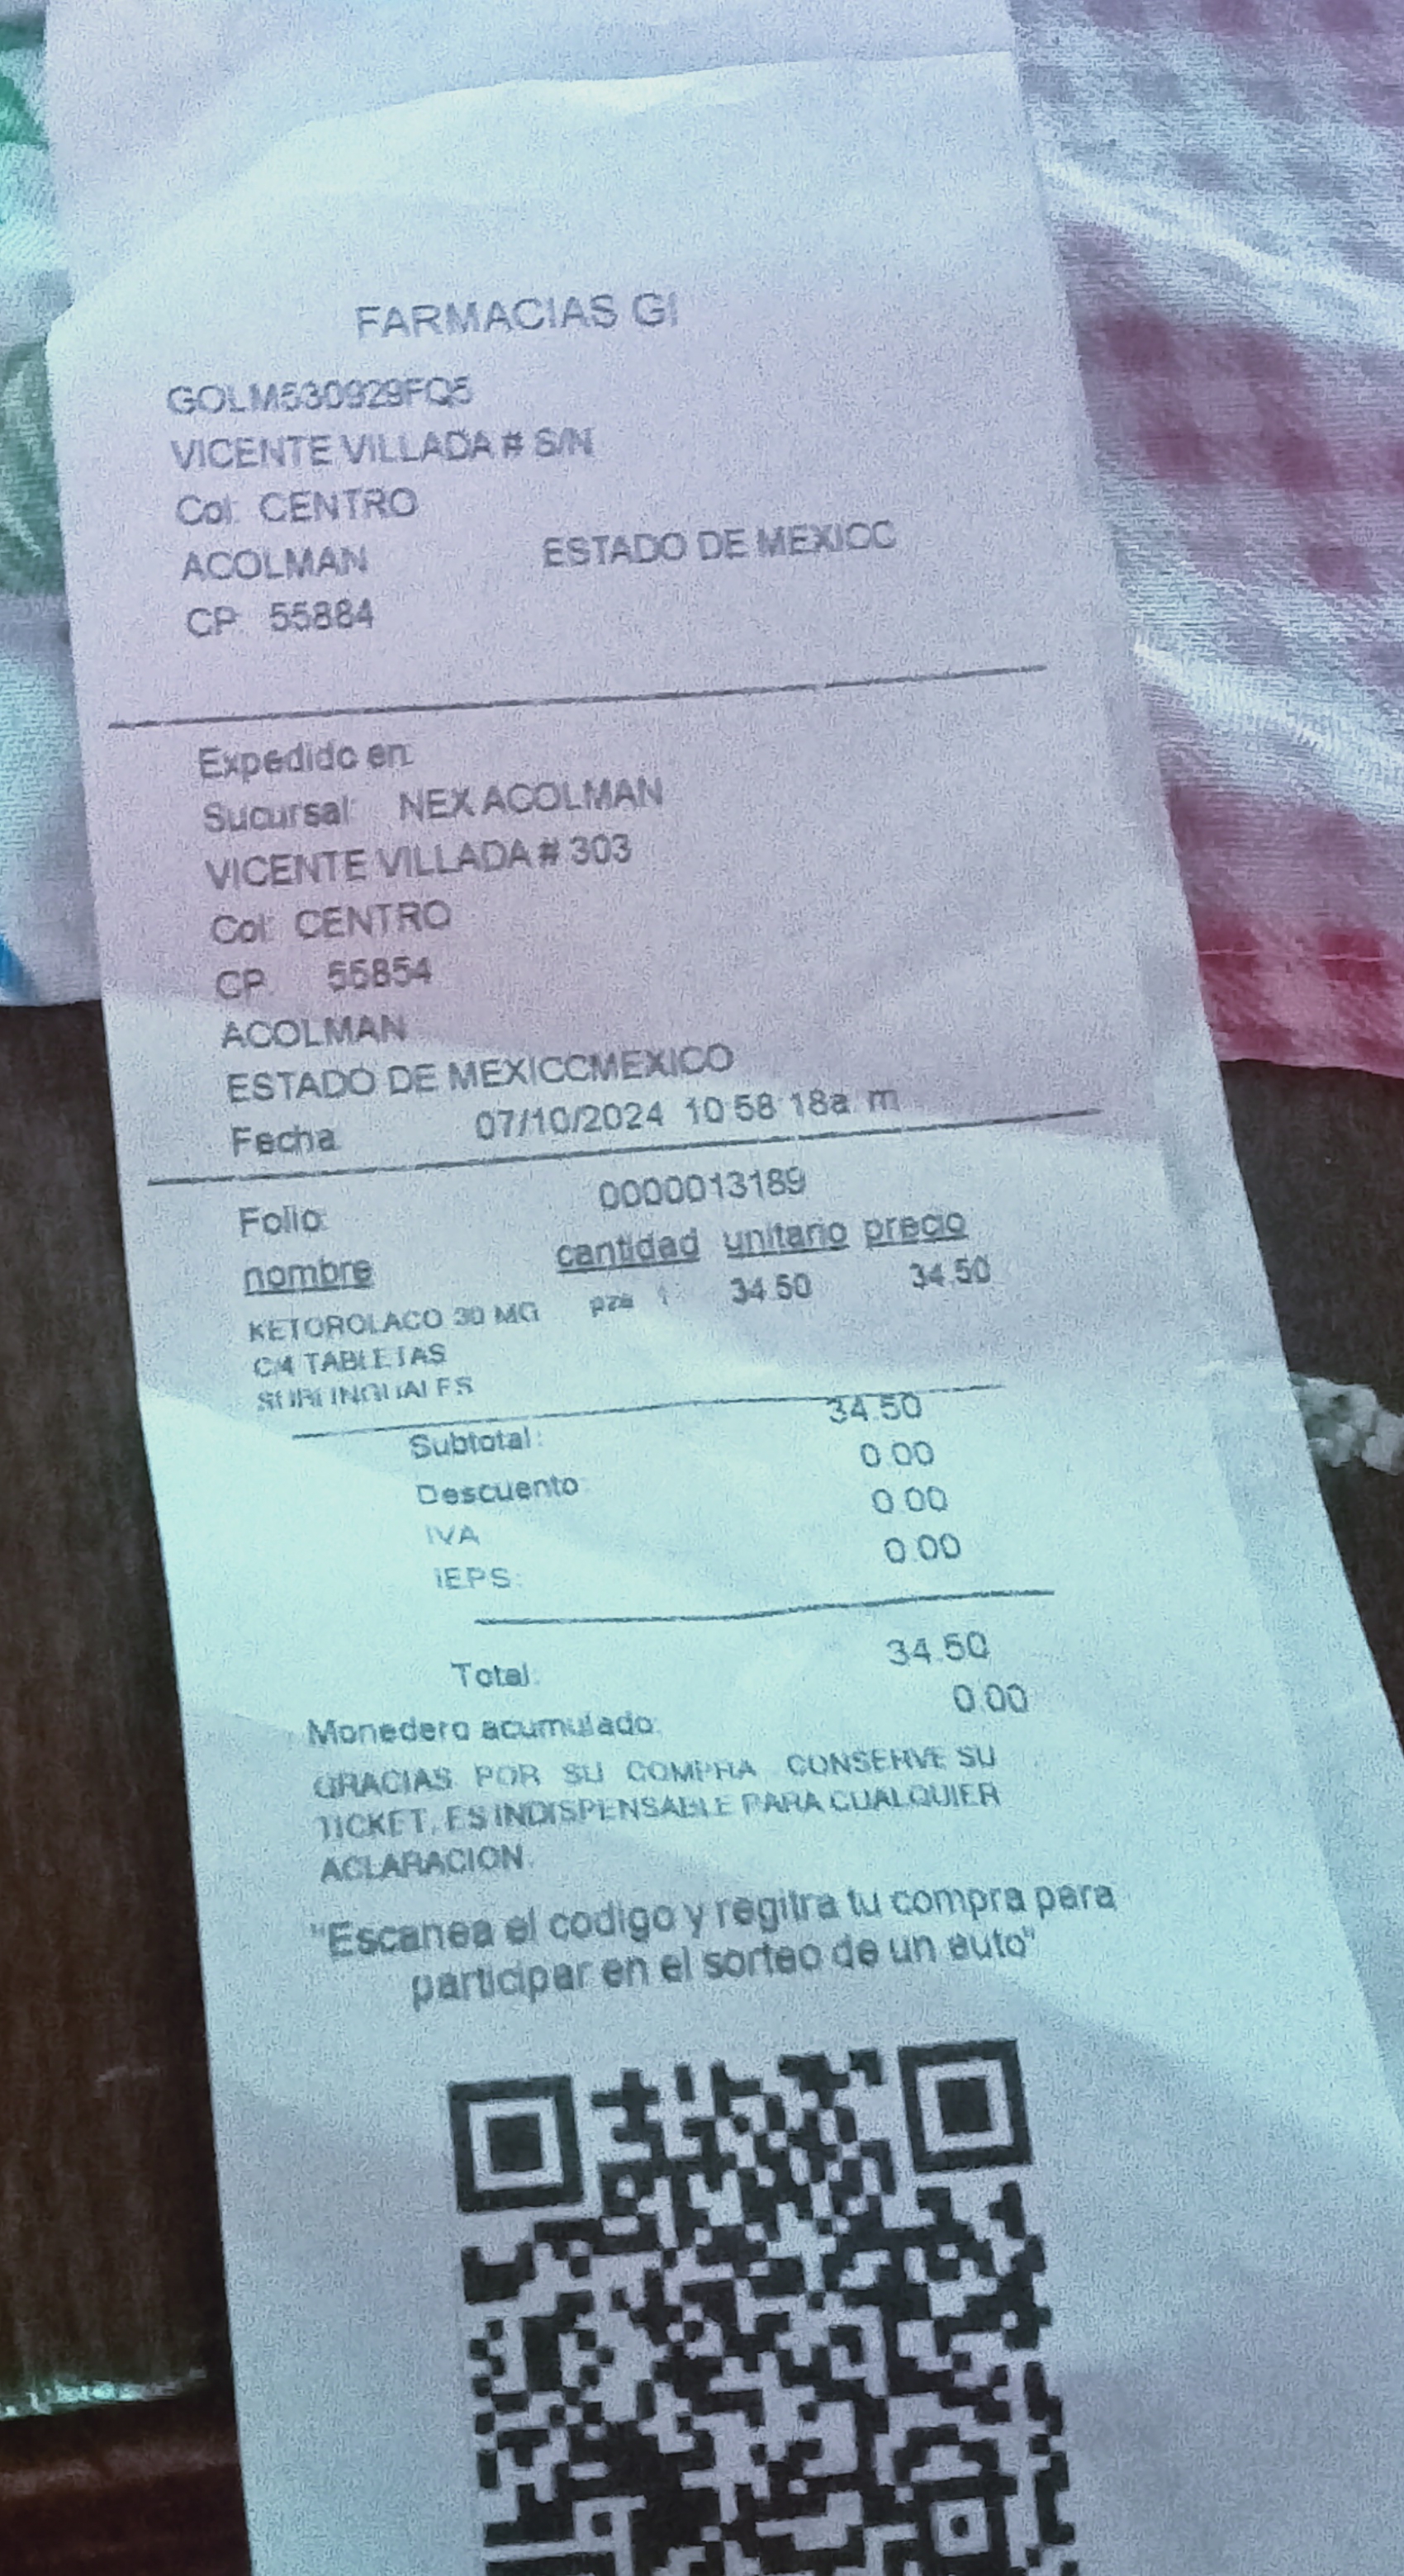 FARMACIAS GI
GOLM530929FQ5
VICENTE VILLADA # S/N
Col: CENTRO
ACOLMAN ESTADO DE MEXICC
CP: 55884
Expedido en:
Sucursal: NEX ACOLMAN
VICENTE VILLADA # 303
Col: CENTRO
CP. 55854
ACOLMAN
ESTADO DE MEXICCMEXICO
Fecha 07/10/2024 10:58:18a. m
Folio: 0000013189
nombre cantidad unitario precio
KETOROLACO 30 MG pza 1 34.50 34.50
C/4 TABLETAS
SUBLINGUALES
Subtotal: 34.50
Descuento: 0.00
IVA 0.00
IEPS: 0.00
Total: 34.50
Monedero acumulado: 0.00
GRACIAS POR SU COMPRA CONSERVE SU
TICKET, ES INDISPENSABLE PARA CUALQUIER
ACLARACION.
"Escanea el codigo y regitra tu compra para
participar en el sorteo de un auto"